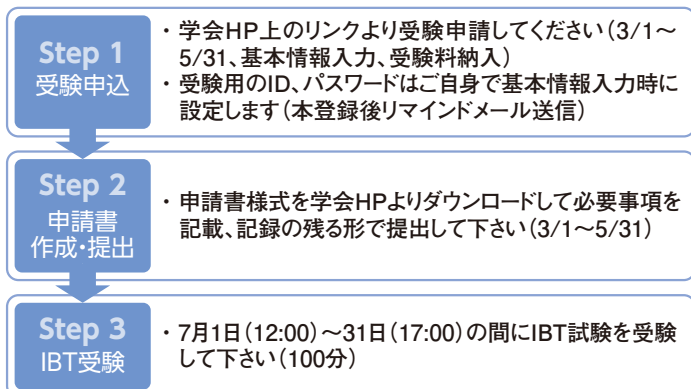 Step 1
受験申込
・ 学会HP上のリンクより受験申請してください（3/1～
5/31、基本情報入力、受験料納入）
・ 受験用のID、パスワードはご自身で基本情報入力時に
設定します（本登録後リマインドメール送信）
Step 2
申請書
作成・提出
・ 申請書様式を学会HPよりダウンロードして必要事項を
記載、記録の残る形で提出して下さい（3/1～5/31）
Step 3
IBT受験
・ 7月1日（12:00）～31日（17:00）の間にIBT試験を受験
して下さい（100分）